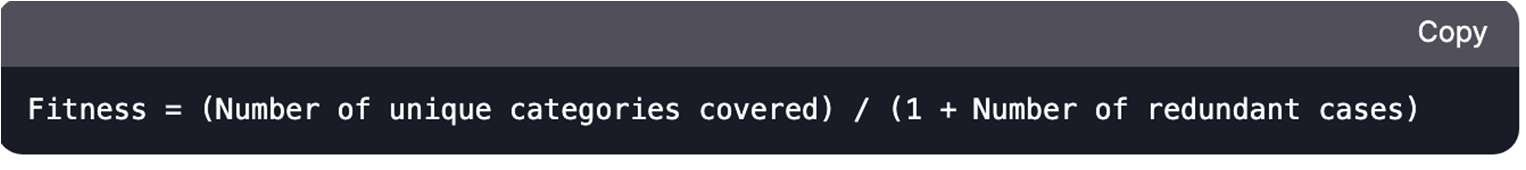 Copy
Fitness = (Number of unique categories covered) / (1 + Number of redundant cases)